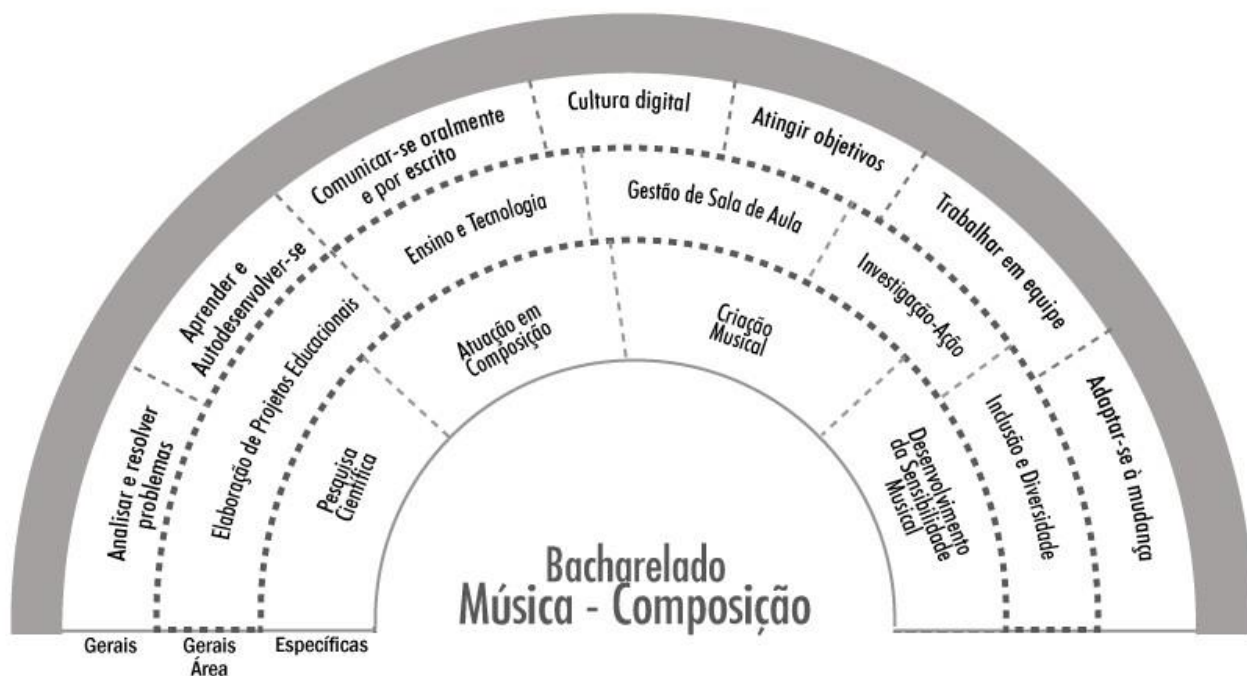 Analisar e resolver
problemas
Aprender e
Autodesenvolver-se
Comunicar-se oralmente
e por escrito
Cultura digital
Atingir objetivos
Trabalhar em equipe
Adaptar-se à mudança
Elaboração de Projetos Educacionais
Ensino e Tecnologia
Gestão de Sala de Aula
Investigação-Ação
Inclusão e Diversidade
Pesquisa
Científica
Atuação em
Composição
Criação
Musical
Desenvolvimento
da Sensibilidade
Musical
Bacharelado
Música - Composição
Gerais
Gerais
Área
Específicas